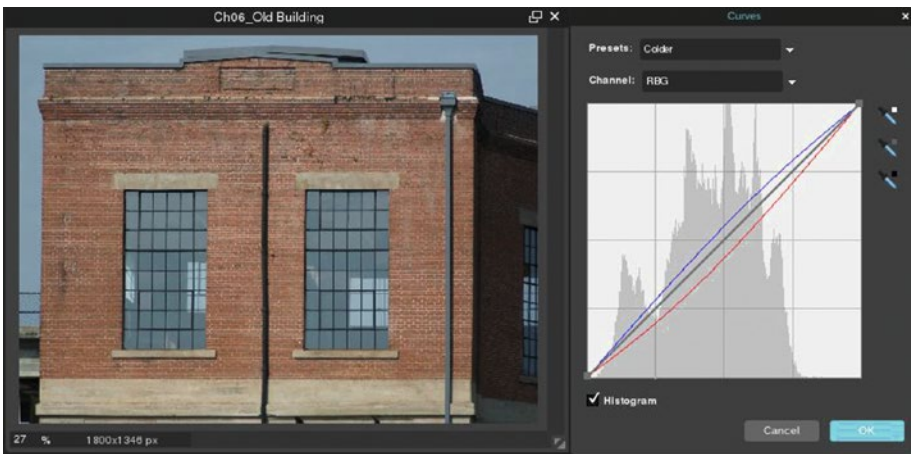 Ch06_Old Building
27 % 1800x1346 px
Curves
Presets: Colder
Channel: RBG
Histogram
Cancel OK